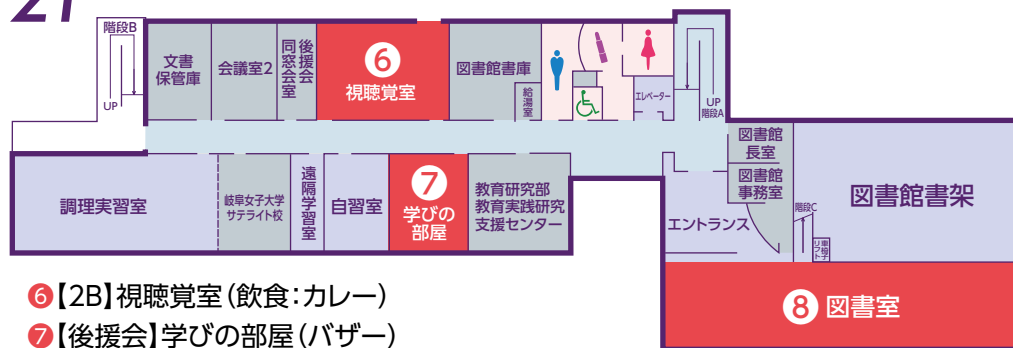 階段B
UP
文書
保管庫
会議室2
後援会
同窓会室
6
視聴覚室
図書館書庫
給湯室
エレベーター
UP
階段A
図書館
長室
図書館
事務室
図書館書架
調理実習室
岐阜女子大学
サテライト校
遠隔学習室
自習室
7
学びの
部屋
教育研究部
教育実践研究
支援センター
エントランス
階段C
車椅子
リフト
8 図書室
6【2B】視聴覚室(飲食:カレー)
7【後援会】学びの部屋(バザー)